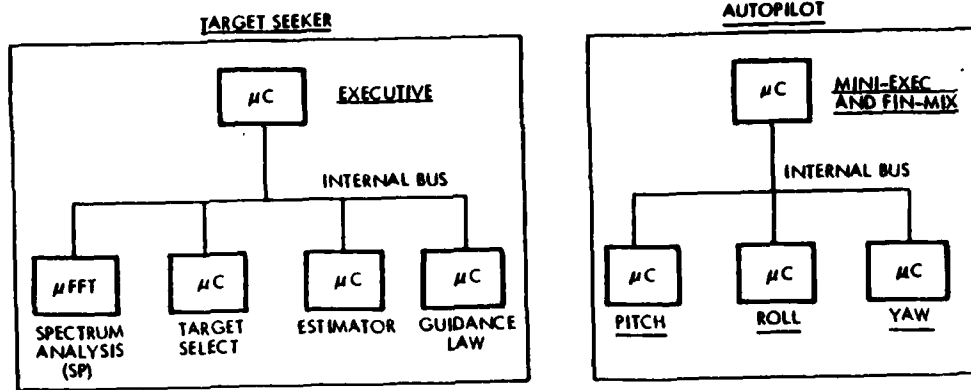 TARGET SEEKER
μC
EXECUTIVE
INTERNAL BUS
μFFT
μC
μC
μC
SPECTRUM
ANALYSIS
(SP)
TARGET
SELECT
ESTIMATOR
GUIDANCE
LAW
AUTOPILOT
μC
MINI-EXEC
AND FIN-MIX
INTERNAL BUS
μC
μC
μC
PITCH
ROLL
YAW